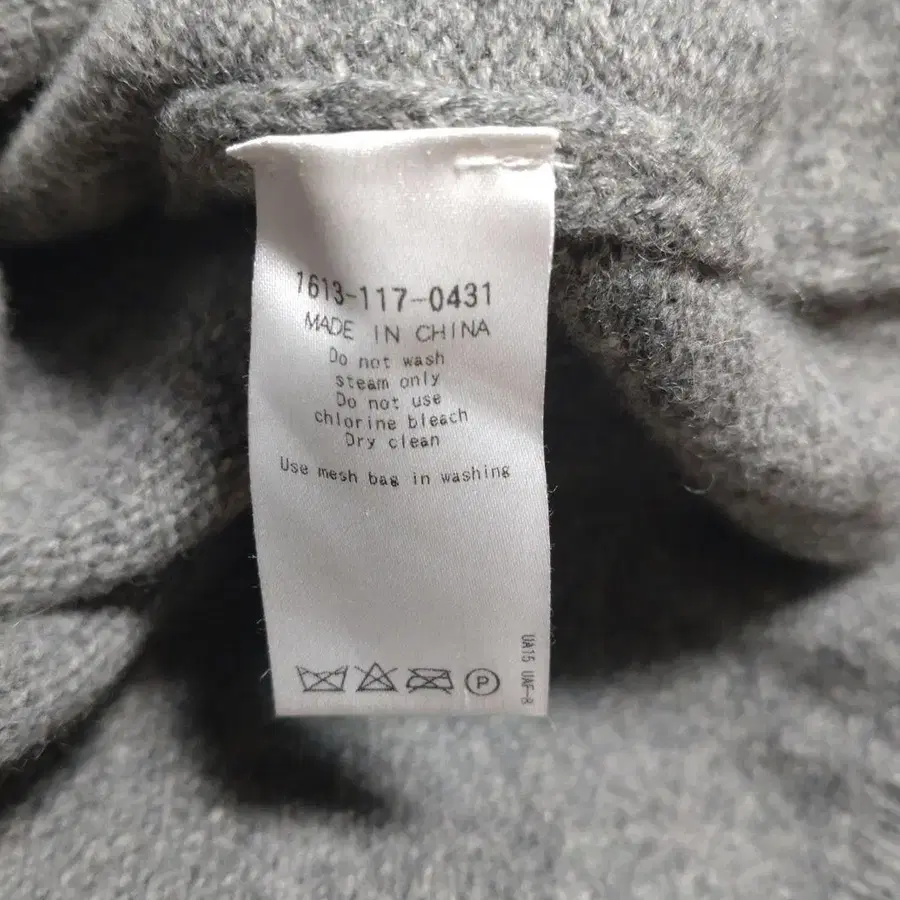 1613-117-0431
MADE IN CHINA
Do not wash
steam only
Do not use
chlorine bleach
Dry clean
Use mesh bag in washing
P
UA15 UAF-8